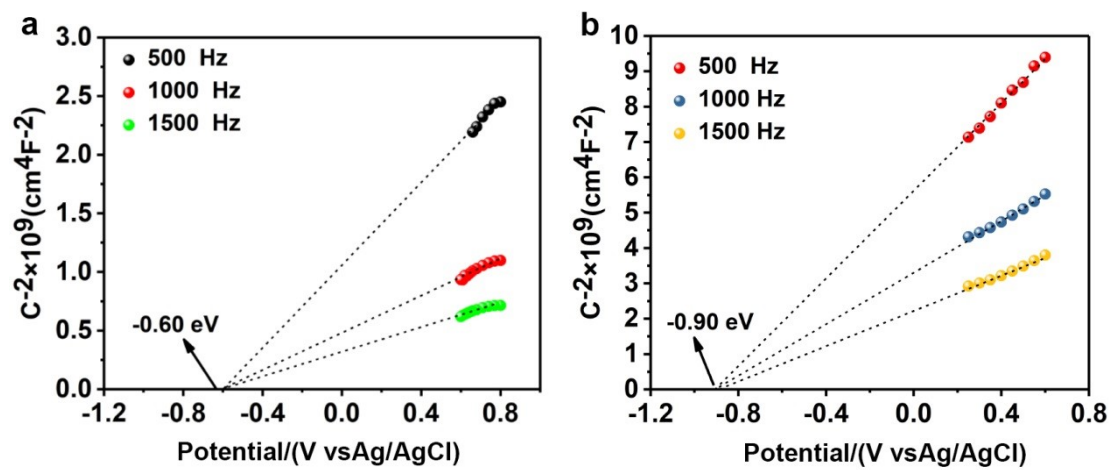 a
3.0
2.5
2.0
1.5
1.0
0.5
0.0
C⁻²×10⁹(cm⁴F⁻²)
500 Hz
1000 Hz
1500 Hz
-0.60 eV
-1.2 -0.8 -0.4 0.0 0.4 0.8
Potential/(V vsAg/AgCl)
b
10
9
8
7
6
5
4
3
2
1
0
C⁻²×10⁹(cm⁴F⁻²)
500 Hz
1000 Hz
1500 Hz
-0.90 eV
-1.2 -0.8 -0.4 0.0 0.4 0.8
Potential/(V vsAg/AgCl)